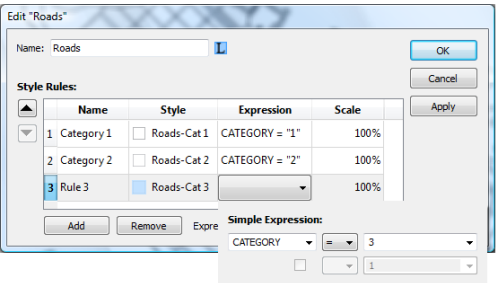 Edit "Roads"
Name: Roads L
OK
Cancel
Apply
Style Rules:
Name Style Expression Scale
1 Category 1 Roads-Cat 1 CATEGORY = "1" 100%
2 Category 2 Roads-Cat 2 CATEGORY = "2" 100%
3 Rule 3 Roads-Cat 3 100%
Add Remove Expre
Simple Expression:
CATEGORY = 3
1